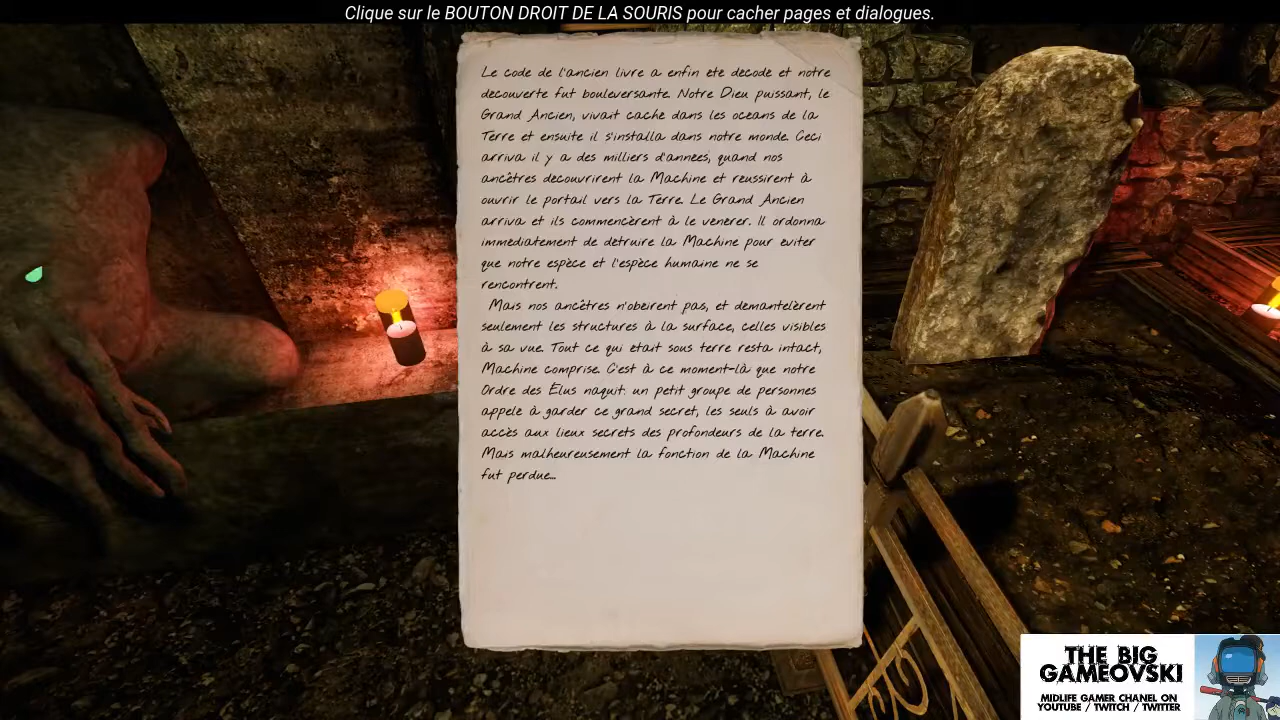 Clique sur le BOUTON DROIT DE LA SOURIS pour cacher pages et dialogues.
Le code de l'ancien livre a enfin ete decode et notre
decouverte fut bouleversante. Notre Dieu puissant, le
Grand Ancien, vivait cache dans les oceans de la
Terre et ensuite il s'installa dans notre monde. Ceci
arriva il y a des milliers d'annees, quand nos
ancêtres decouvrirent la Machine et reussirent à
ouvrir le portail vers la Terre. Le Grand Ancien
arriva et ils commencèrent à le venerer. Il ordonna
immediatement de detruire la Machine pour eviter
que notre espèce et l'espèce humaine ne se
rencontrent.
Mais nos ancêtres n'obeirent pas, et demantelèrent
seulement les structures à la surface, celles visibles
à sa vue. Tout ce qui etait sous terre resta intact,
Machine comprise. C'est à ce moment-là que notre
Ordre des Elus naquit: un petit groupe de personnes
appele à garder ce grand secret, les seuls à avoir
accès aux lieux secrets des profondeurs de la terre.
Mais malheureusement la fonction de la Machine
fut perdue...
THE BIG
GAMEOVSKI
MIDLIFE GAMER CHANEL ON
YOUTUBE / TWITCH / TWITTER